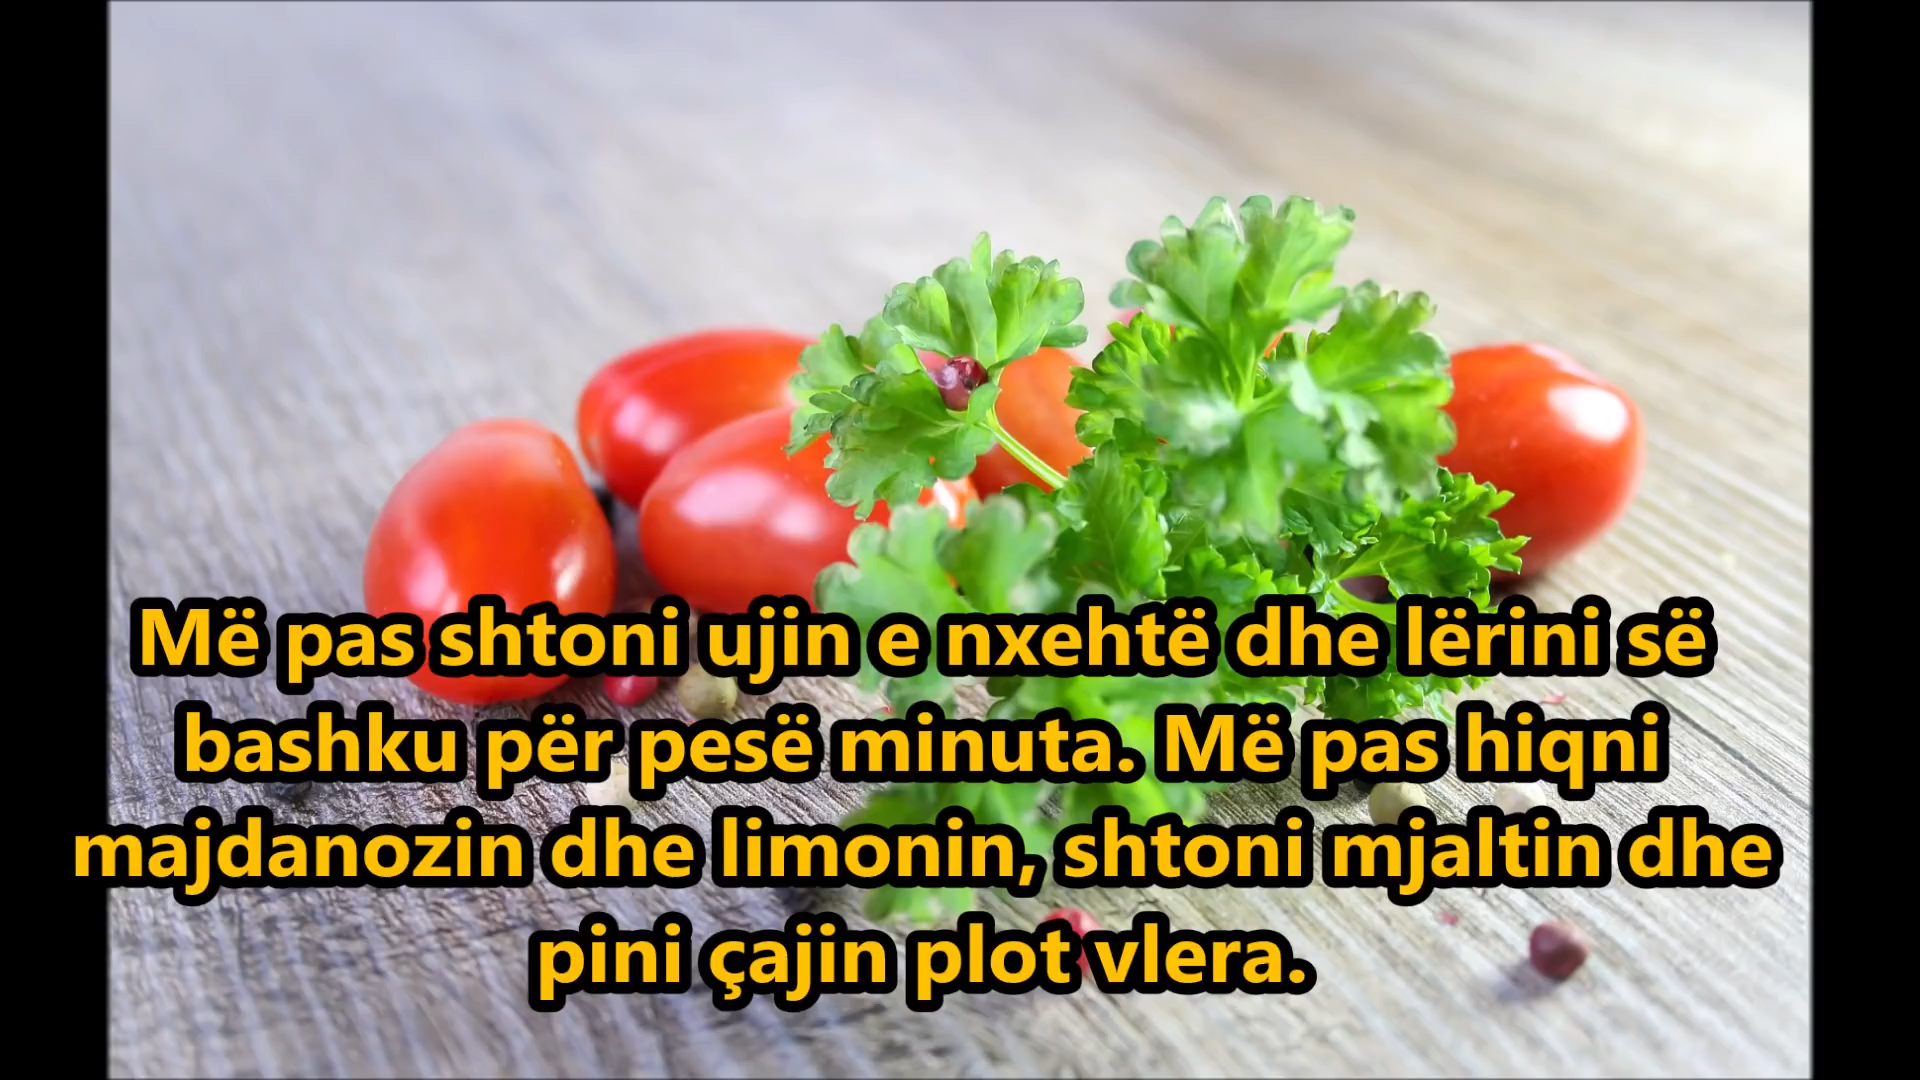 Më pas shtoni ujin e nxehtë dhe lërini së
bashku për pesë minuta. Më pas hiqni
majdanozin dhe limonin, shtoni mjaltin dhe
pini çajin plot vlera.